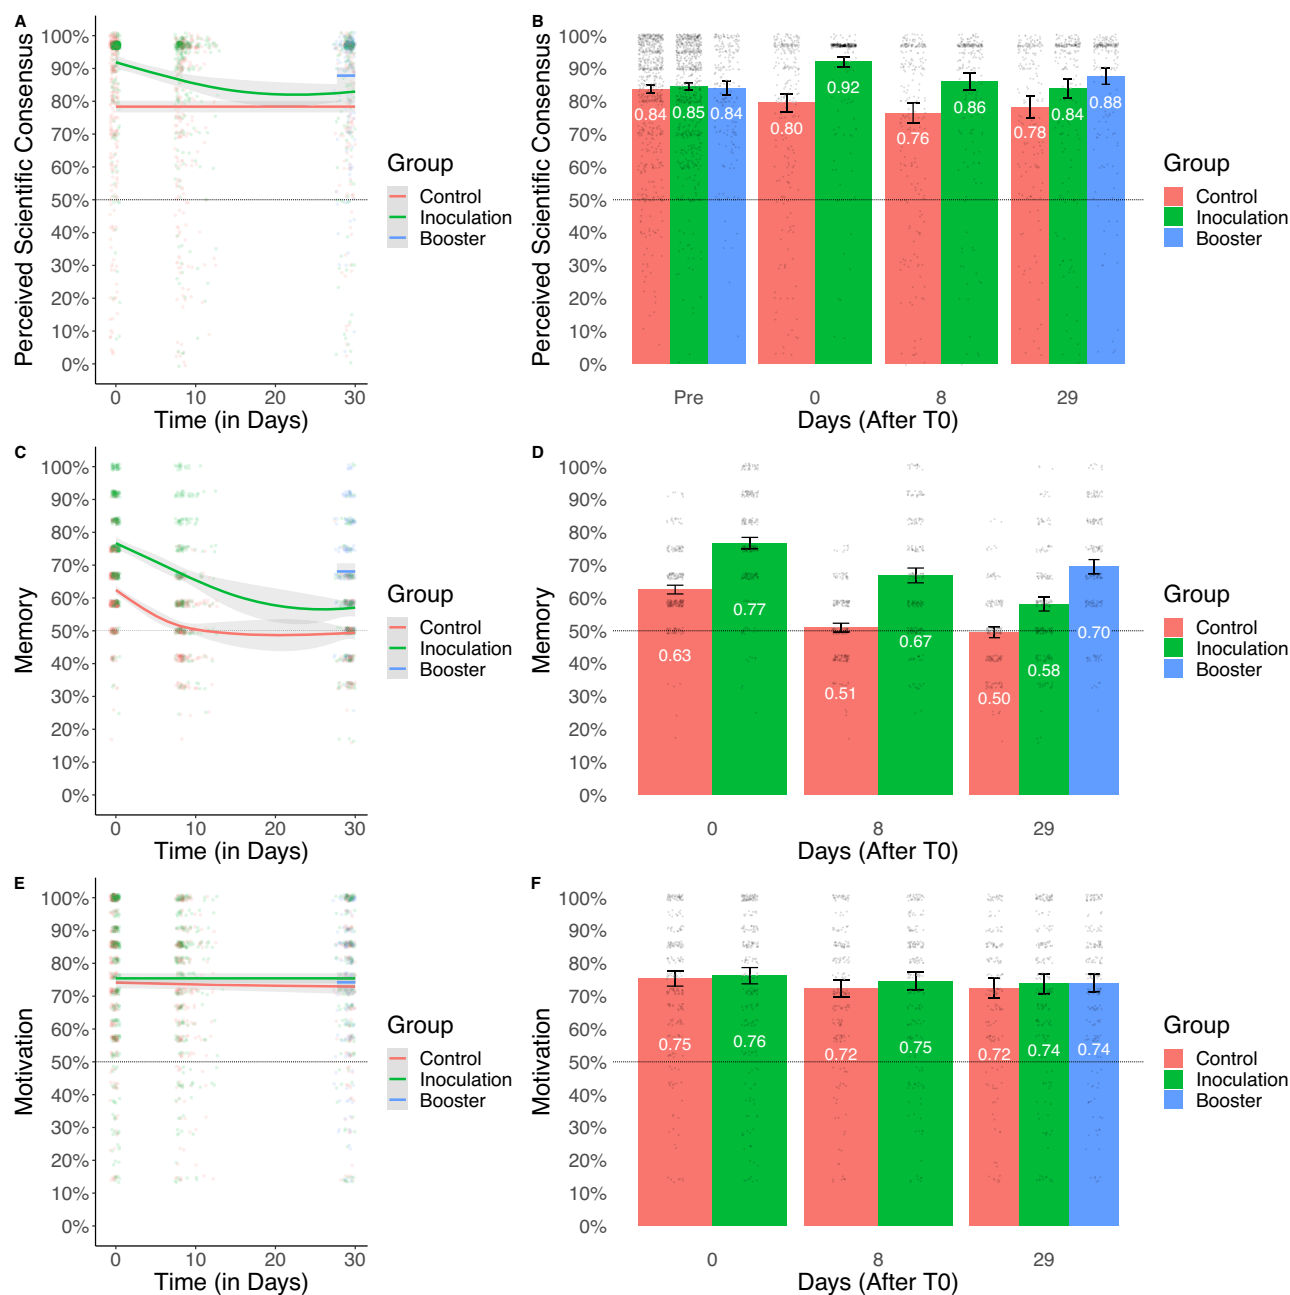 A
Perceived Scientific Consensus
100%
90%
80%
70%
60%
50%
40%
30%
20%
10%
0%
0 10 20 30
Time (in Days)
Group
Control
Inoculation
Booster
B
Perceived Scientific Consensus
100%
90%
80%
70%
60%
50%
40%
30%
20%
10%
0%
0.84 0.85 0.84 0.80 0.92 0.76 0.86 0.78 0.84 0.88
Pre 0 8 29
Days (After T0)
Group
Control
Inoculation
Booster
C
Memory
100%
90%
80%
70%
60%
50%
40%
30%
20%
10%
0%
0 10 20 30
Time (in Days)
Group
Control
Inoculation
Booster
D
Memory
100%
90%
80%
70%
60%
50%
40%
30%
20%
10%
0%
0.63 0.77 0.51 0.67 0.50 0.58 0.70
0 8 29
Days (After T0)
Group
Control
Inoculation
Booster
E
Motivation
100%
90%
80%
70%
60%
50%
40%
30%
20%
10%
0%
0 10 20 30
Time (in Days)
Group
Control
Inoculation
Booster
F
Motivation
100%
90%
80%
70%
60%
50%
40%
30%
20%
10%
0%
0.75 0.76 0.72 0.75 0.72 0.74 0.74
0 8 29
Days (After T0)
Group
Control
Inoculation
Booster